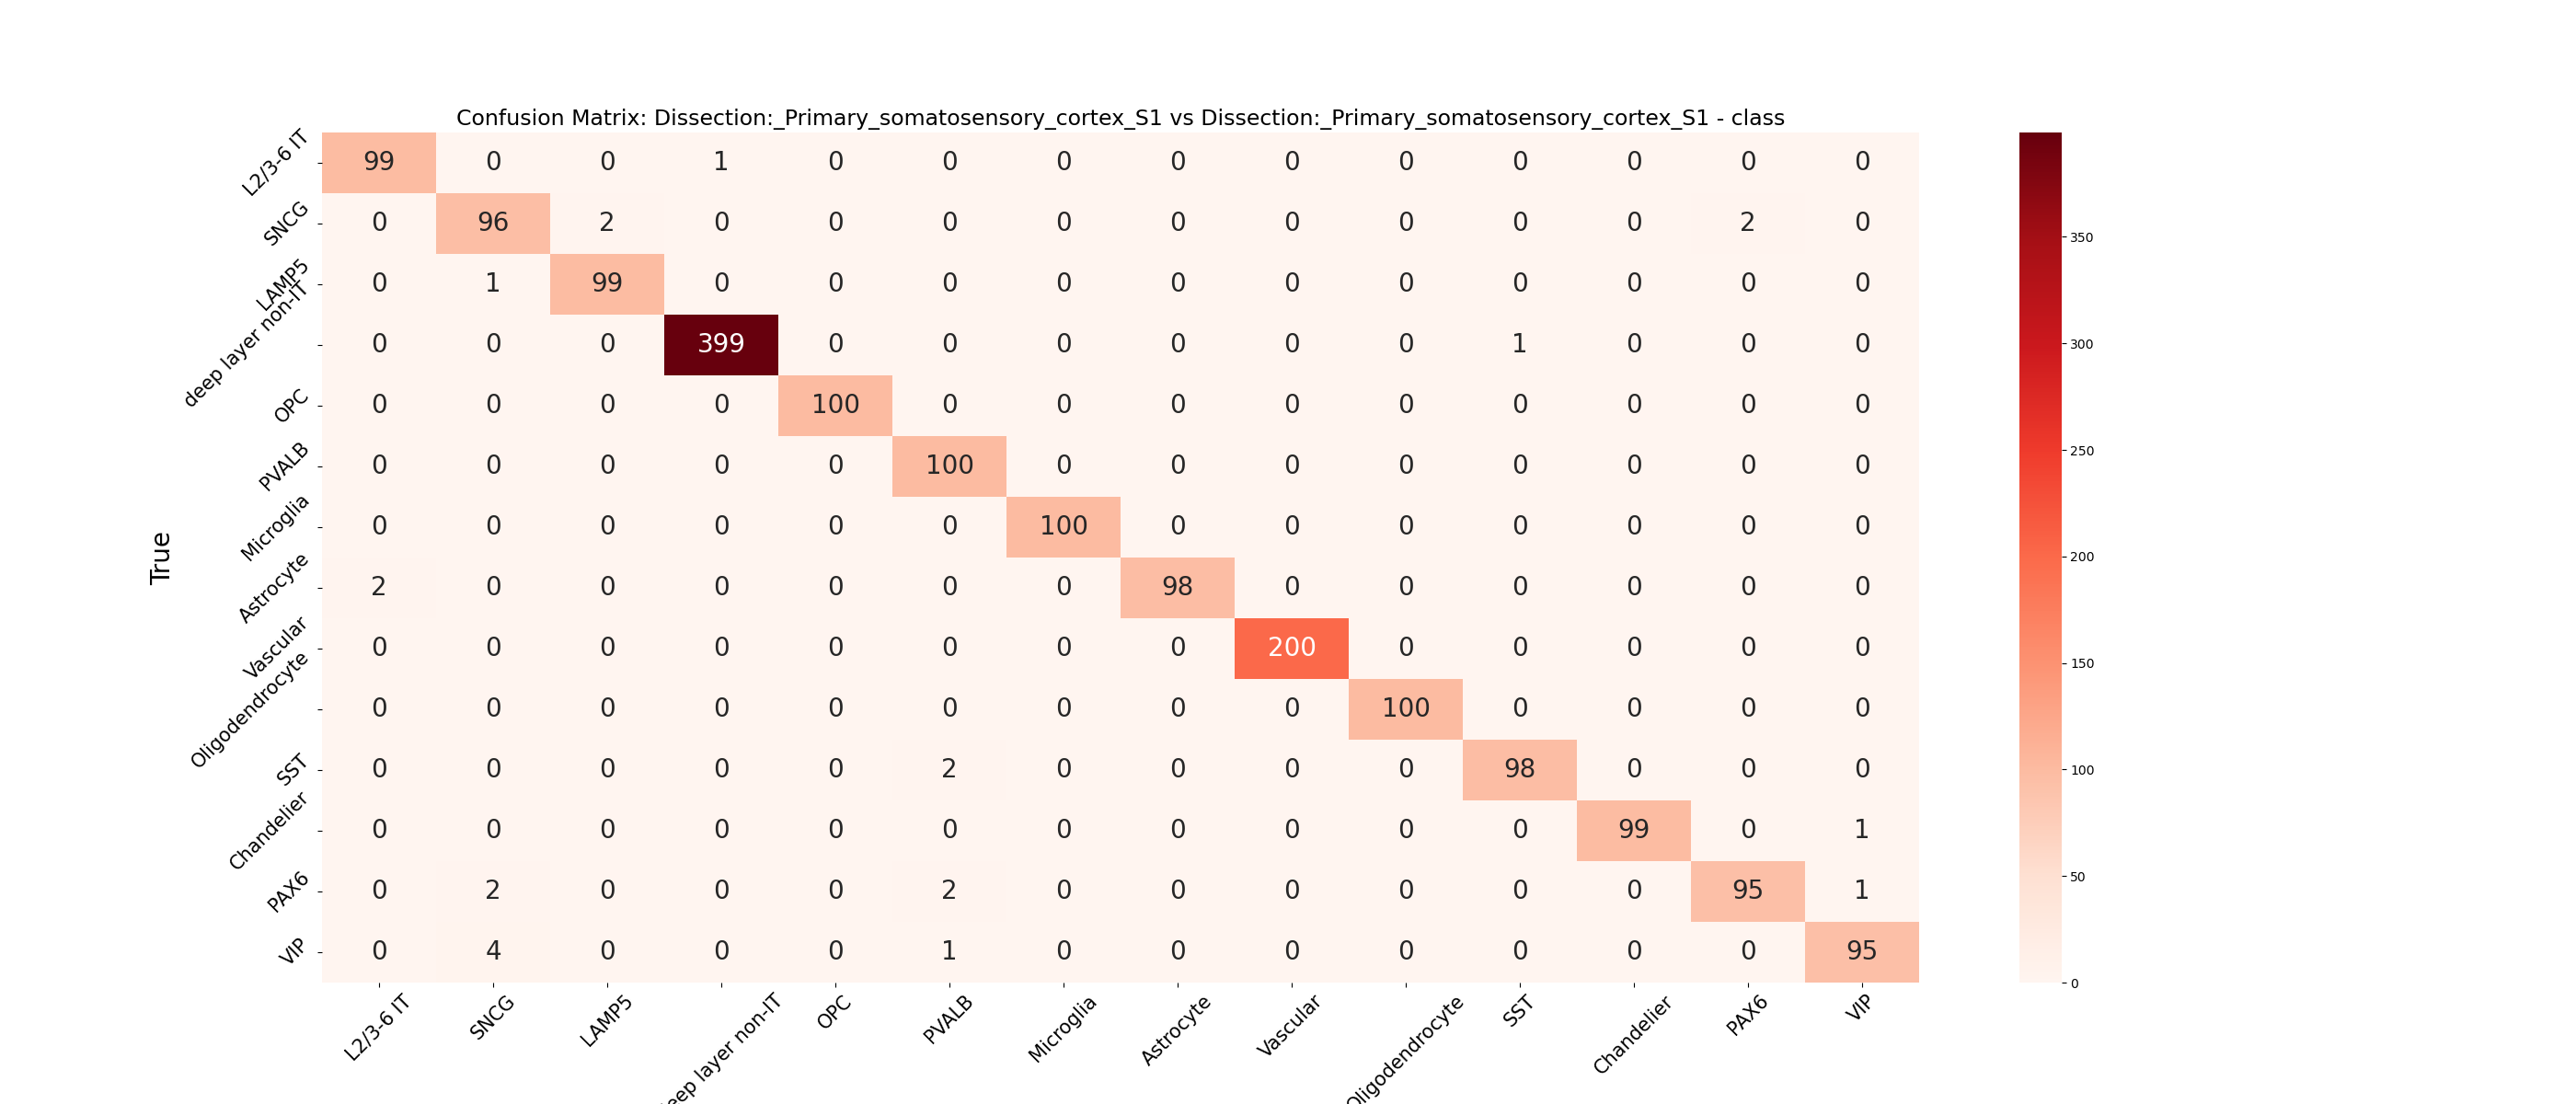 Confusion Matrix: Dissection:_Primary_somatosensory_cortex_S1 vs Dissection:_Primary_somatosensory_cortex_S1 - class
True
L2/3-6 IT 99 0 0 1 0 0 0 0 0 0 0 0 0 0
SNCG 0 96 2 0 0 0 0 0 0 0 0 0 2 0
LAMP5 0 1 99 0 0 0 0 0 0 0 0 0 0 0
deep layer non-IT 0 0 0 399 0 0 0 0 0 0 1 0 0 0
OPC 0 0 0 0 100 0 0 0 0 0 0 0 0 0
PVALB 0 0 0 0 0 100 0 0 0 0 0 0 0 0
Microglia 0 0 0 0 0 0 100 0 0 0 0 0 0 0
Astrocyte 2 0 0 0 0 0 0 98 0 0 0 0 0 0
Vascular 0 0 0 0 0 0 0 0 200 0 0 0 0 0
Oligodendrocyte 0 0 0 0 0 0 0 0 0 100 0 0 0 0
SST 0 0 0 0 0 2 0 0 0 0 98 0 0 0
Chandelier 0 0 0 0 0 0 0 0 0 0 0 99 0 1
PAX6 0 2 0 0 0 2 0 0 0 0 0 0 95 1
VIP 0 4 0 0 0 1 0 0 0 0 0 0 0 95
L2/3-6 IT SNCG LAMP5 eep layer non-IT OPC PVALB Microglia Astrocyte Vascular Oligodendrocyte SST Chandelier PAX6 VIP
350
300
250
200
150
100
50
0